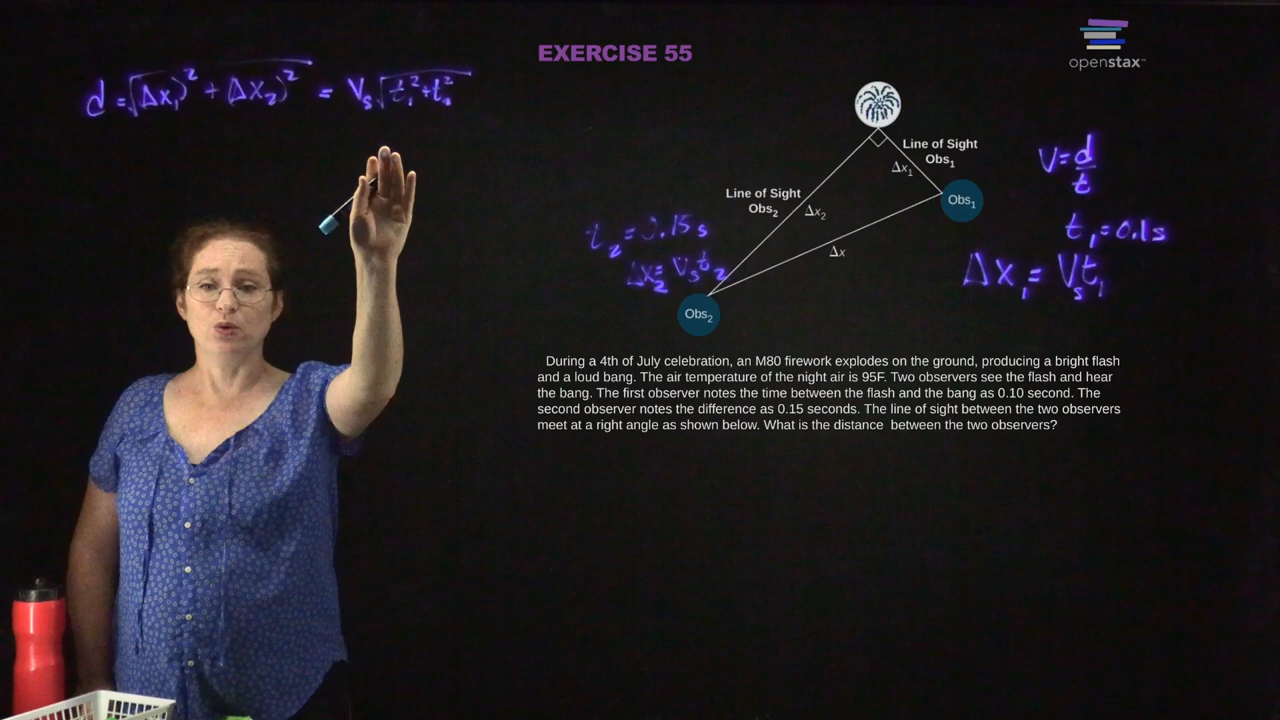 EXERCISE 55
openstax
d = √(Δx₁)² + (Δx₂)² = Vₛ√t₁² + t₂²
Line of Sight
Obs₁
Δx₁
V = d/t
Line of Sight
Obs₂
Δx₂
Obs₁
t₂ = 0.15 s
t₁ = 0.1s
Δx
Δx₂ = Vₛt₂
Δx₁ = Vₛt₁
Obs₂
During a 4th of July celebration, an M80 firework explodes on the ground, producing a bright flash
and a loud bang. The air temperature of the night air is 95F. Two observers see the flash and hear
the bang. The first observer notes the time between the flash and the bang as 0.10 second. The
second observer notes the difference as 0.15 seconds. The line of sight between the two observers
meet at a right angle as shown below. What is the distance between the two observers?